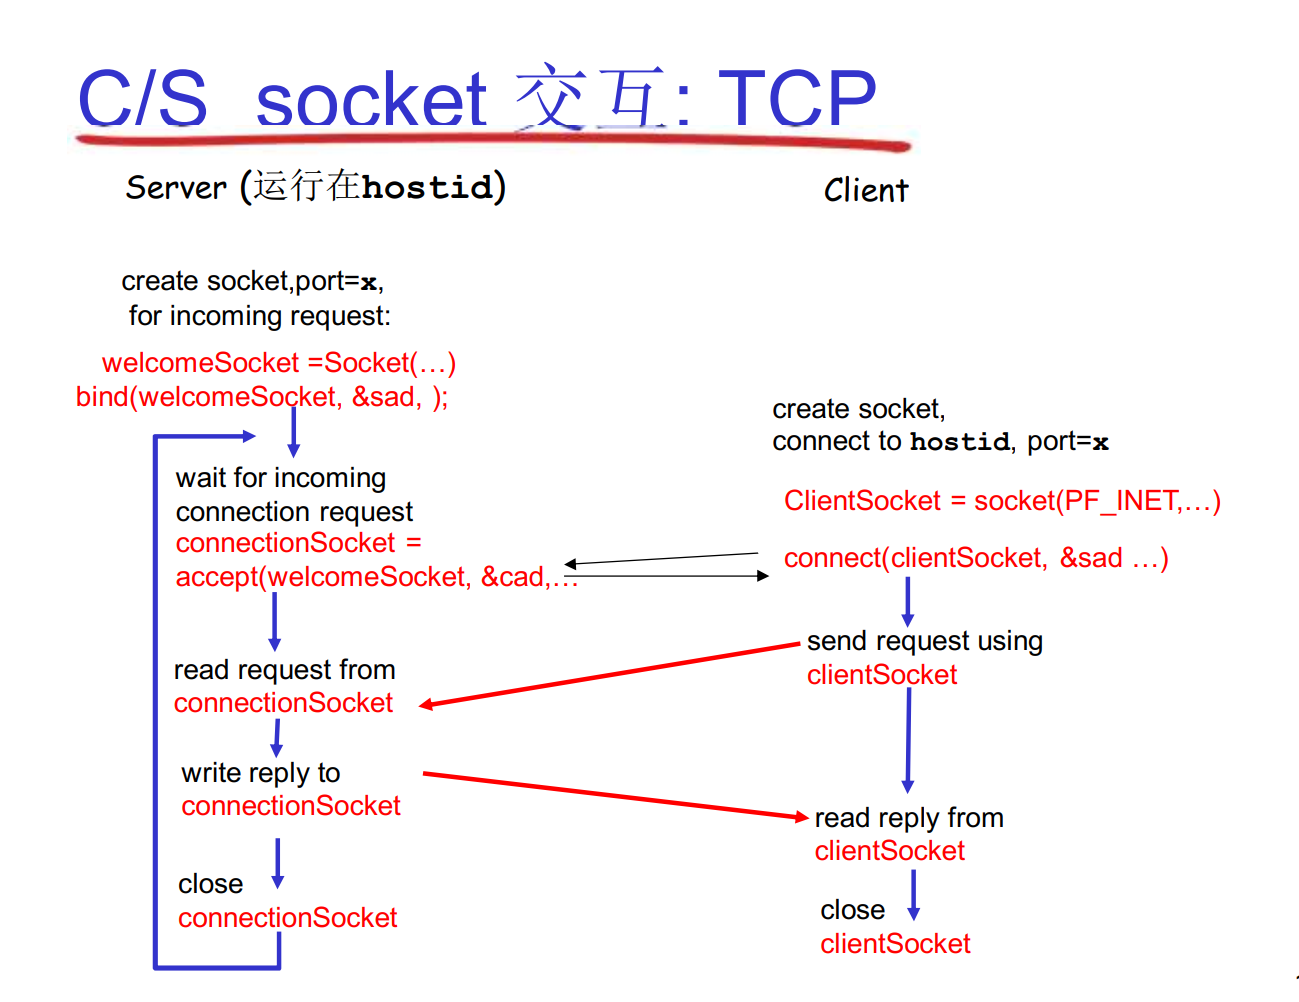 C/S socket 交互: TCP
Server (运行在hostid)
Client
create socket,port=x,
for incoming request:
welcomeSocket =Socket(…)
bind(welcomeSocket, &sad, );
wait for incoming
connection request
connectionSocket =
accept(welcomeSocket, &cad,…
read request from
connectionSocket
write reply to
connectionSocket
close
connectionSocket
create socket,
connect to hostid, port=x
ClientSocket = socket(PF_INET,…)
connect(clientSocket, &sad …)
send request using
clientSocket
read reply from
clientSocket
close
clientSocket